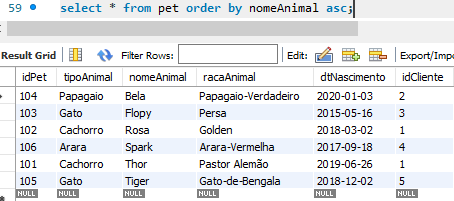 59 select * from pet order by nomeAnimal asc;
Result Grid Filter Rows: Edit: Export/Impo
idPet tipoAnimal nomeAnimal racaAnimal dtNascimento idCliente
104 Papagaio Bela Papagaio-Verdadeiro 2020-01-03 2
103 Gato Flopy Persa 2015-05-16 3
102 Cachorro Rosa Golden 2018-03-02 1
106 Arara Spark Arara-Vermelha 2017-09-18 4
101 Cachorro Thor Pastor Alemão 2019-06-26 1
105 Gato Tiger Gato-de-Bengala 2018-12-02 5
NULL NULL NULL NULL NULL NULL